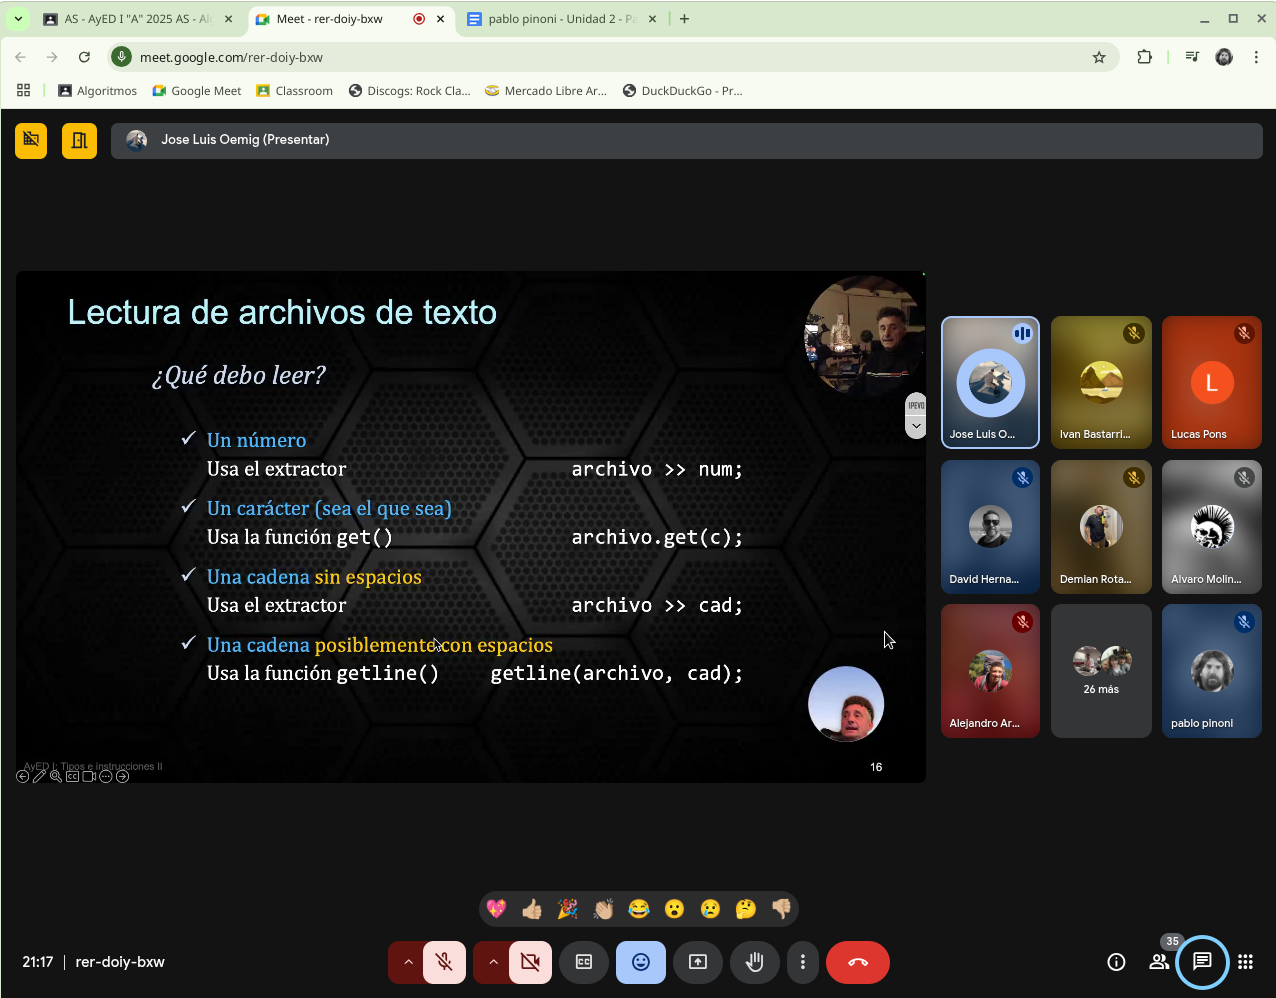 AS - AyED I "A" 2025 AS - Al
Meet - rer-doiy-bxw
pablo pinoni - Unidad 2 - P
meet.google.com/rer-doiy-bxw
Algoritmos
Google Meet
Classroom
Discogs: Rock Cla...
Mercado Libre Ar...
DuckDuckGo - Pr...
Jose Luis Oemig (Presentar)
Lectura de archivos de texto
¿Qué debo leer?
IPEVO
✓ Un número
Usa el extractor archivo >> num;
✓ Un carácter (sea el que sea)
Usa la función get() archivo.get(c);
✓ Una cadena sin espacios
Usa el extractor archivo >> cad;
✓ Una cadena posiblemente con espacios
Usa la función getline() getline(archivo, cad);
AyED I: Tipos e instrucciones II
16
Jose Luis O...
Ivan Bastarri...
L
Lucas Pons
David Herna...
Demian Rota...
Alvaro Molin...
Alejandro Ar...
26 más
pablo pinoni
21:17 | rer-doiy-bxw
CC
35